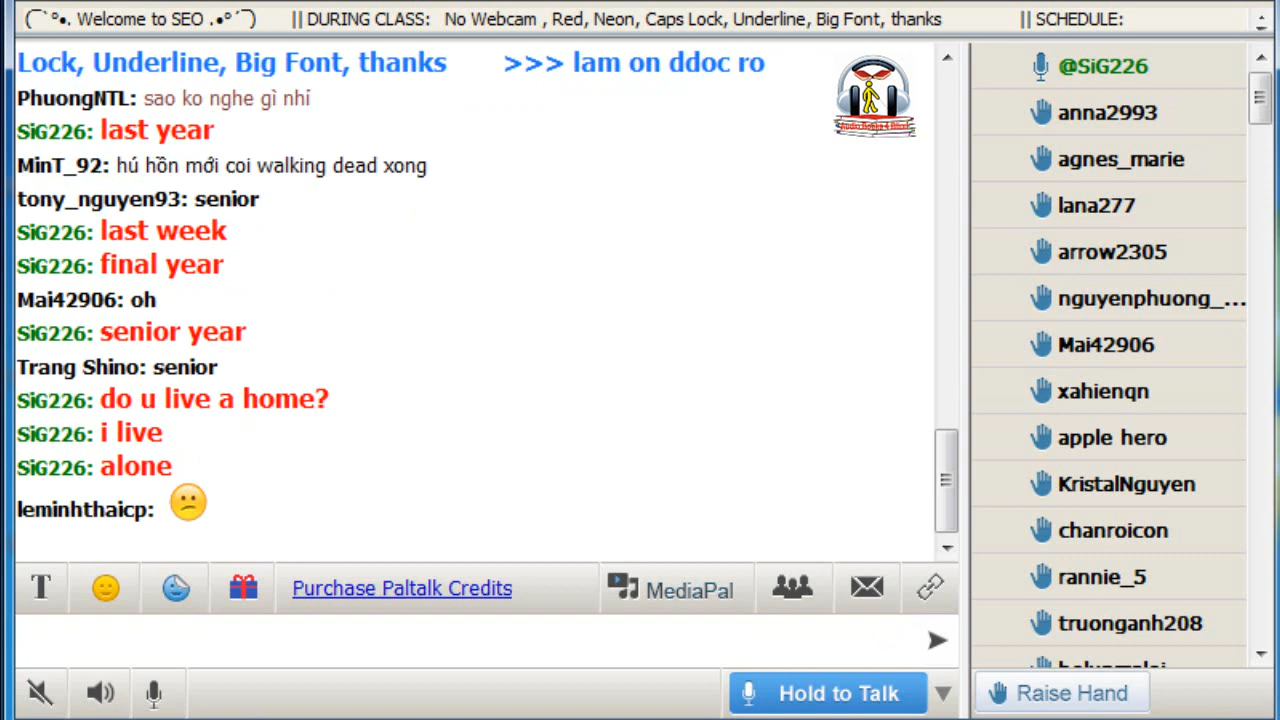 (¯`°•. Welcome to SEO .•°´¯) || DURING CLASS: No Webcam , Red, Neon, Caps Lock, Underline, Big Font, thanks || SCHEDULE:
Lock, Underline, Big Font, thanks >>> lam on ddoc ro
PhuongNTL: sao ko nghe gì nhỉ
SiG226: last year
MinT_92: hú hồn mới coi walking dead xong
tony_nguyen93: senior
SiG226: last week
SiG226: final year
Mai42906: oh
SiG226: senior year
Trang Shino: senior
SiG226: do u live a home?
SiG226: i live
SiG226: alone
leminhthaicp:
Purchase Paltalk Credits
MediaPal
Hold to Talk
@SiG226
anna2993
agnes_marie
lana277
arrow2305
nguyenphuong_...
Mai42906
xahienqn
apple hero
KristalNguyen
chanroicon
rannie_5
truonganh208
Raise Hand